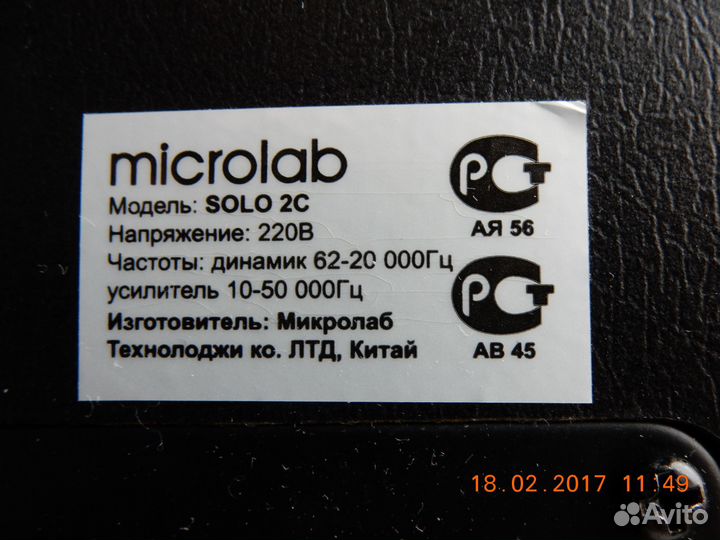 microlab
Модель: SOLO 2C
Напряжение: 220В
Частоты: динамик 62-20 000Гц
усилитель 10-50 000Гц
Изготовитель: Микролаб
Технолоджи ко. ЛТД, Китай
РСТ
АЯ 56
РСТ
АВ 45
18.02.2017 11:49
Avito